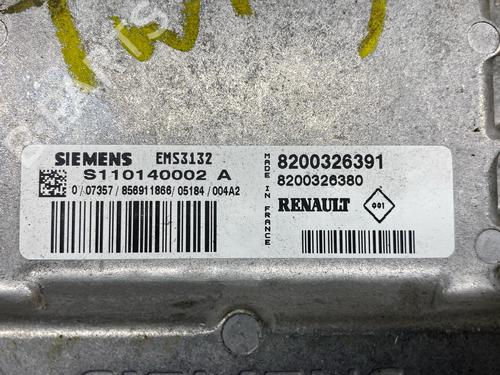 SIEMENS EMS3132
S110140002 A
0 / 07357 / 856911866 / 05184 / 004A2
MADE IN FRANCE
8200326391
8200326380
RENAULT 001